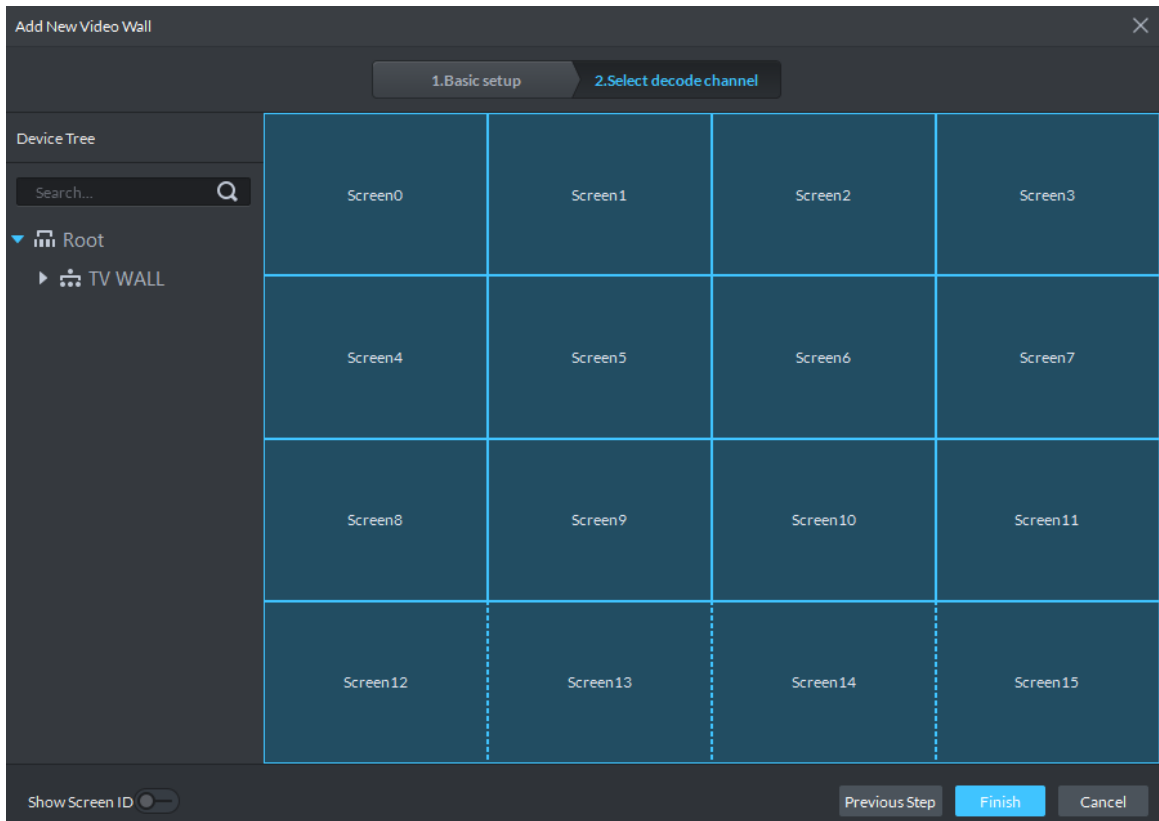 Add New Video Wall
1.Basic setup
2.Select decode channel
Device Tree
Search...
Root
TV WALL
Screen0
Screen1
Screen2
Screen3
Screen4
Screen5
Screen6
Screen7
Screen8
Screen9
Screen10
Screen11
Screen12
Screen13
Screen14
Screen15
Show Screen ID
Previous Step
Finish
Cancel